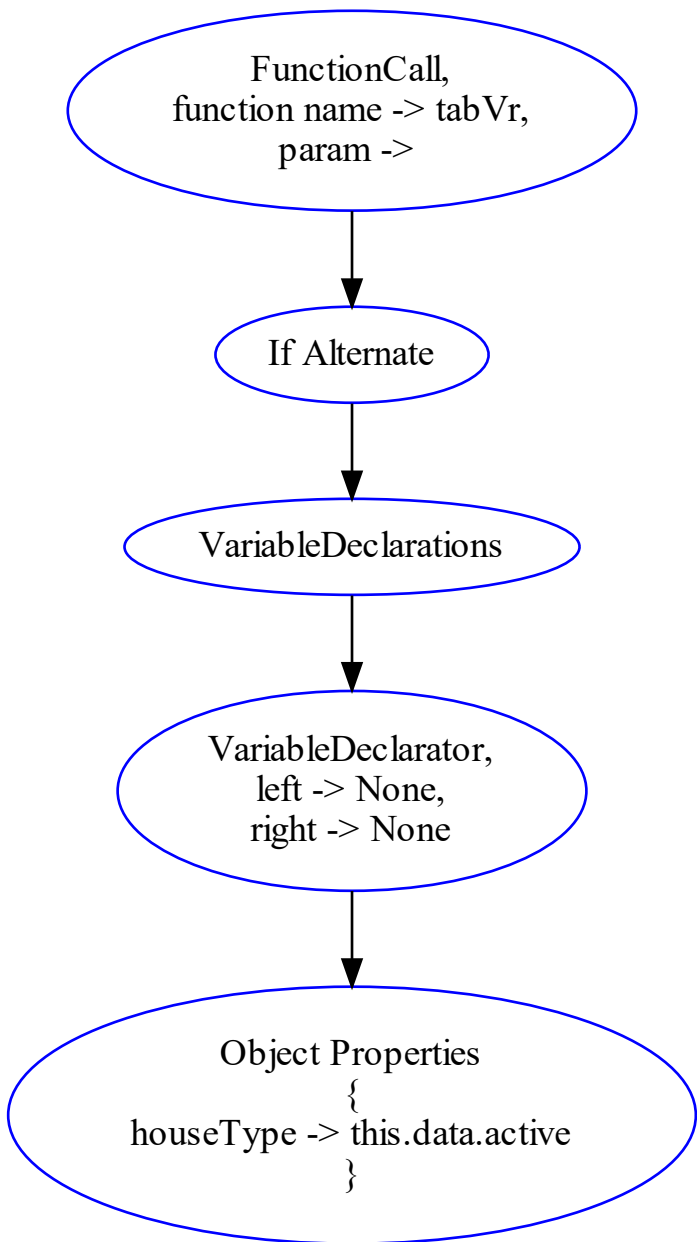 FunctionCall,
function name -> tabVr,
param ->
If Alternate
VariableDeclarations
VariableDeclarator,
left -> None,
right -> None
Object Properties
{
houseType -> this.data.active
}